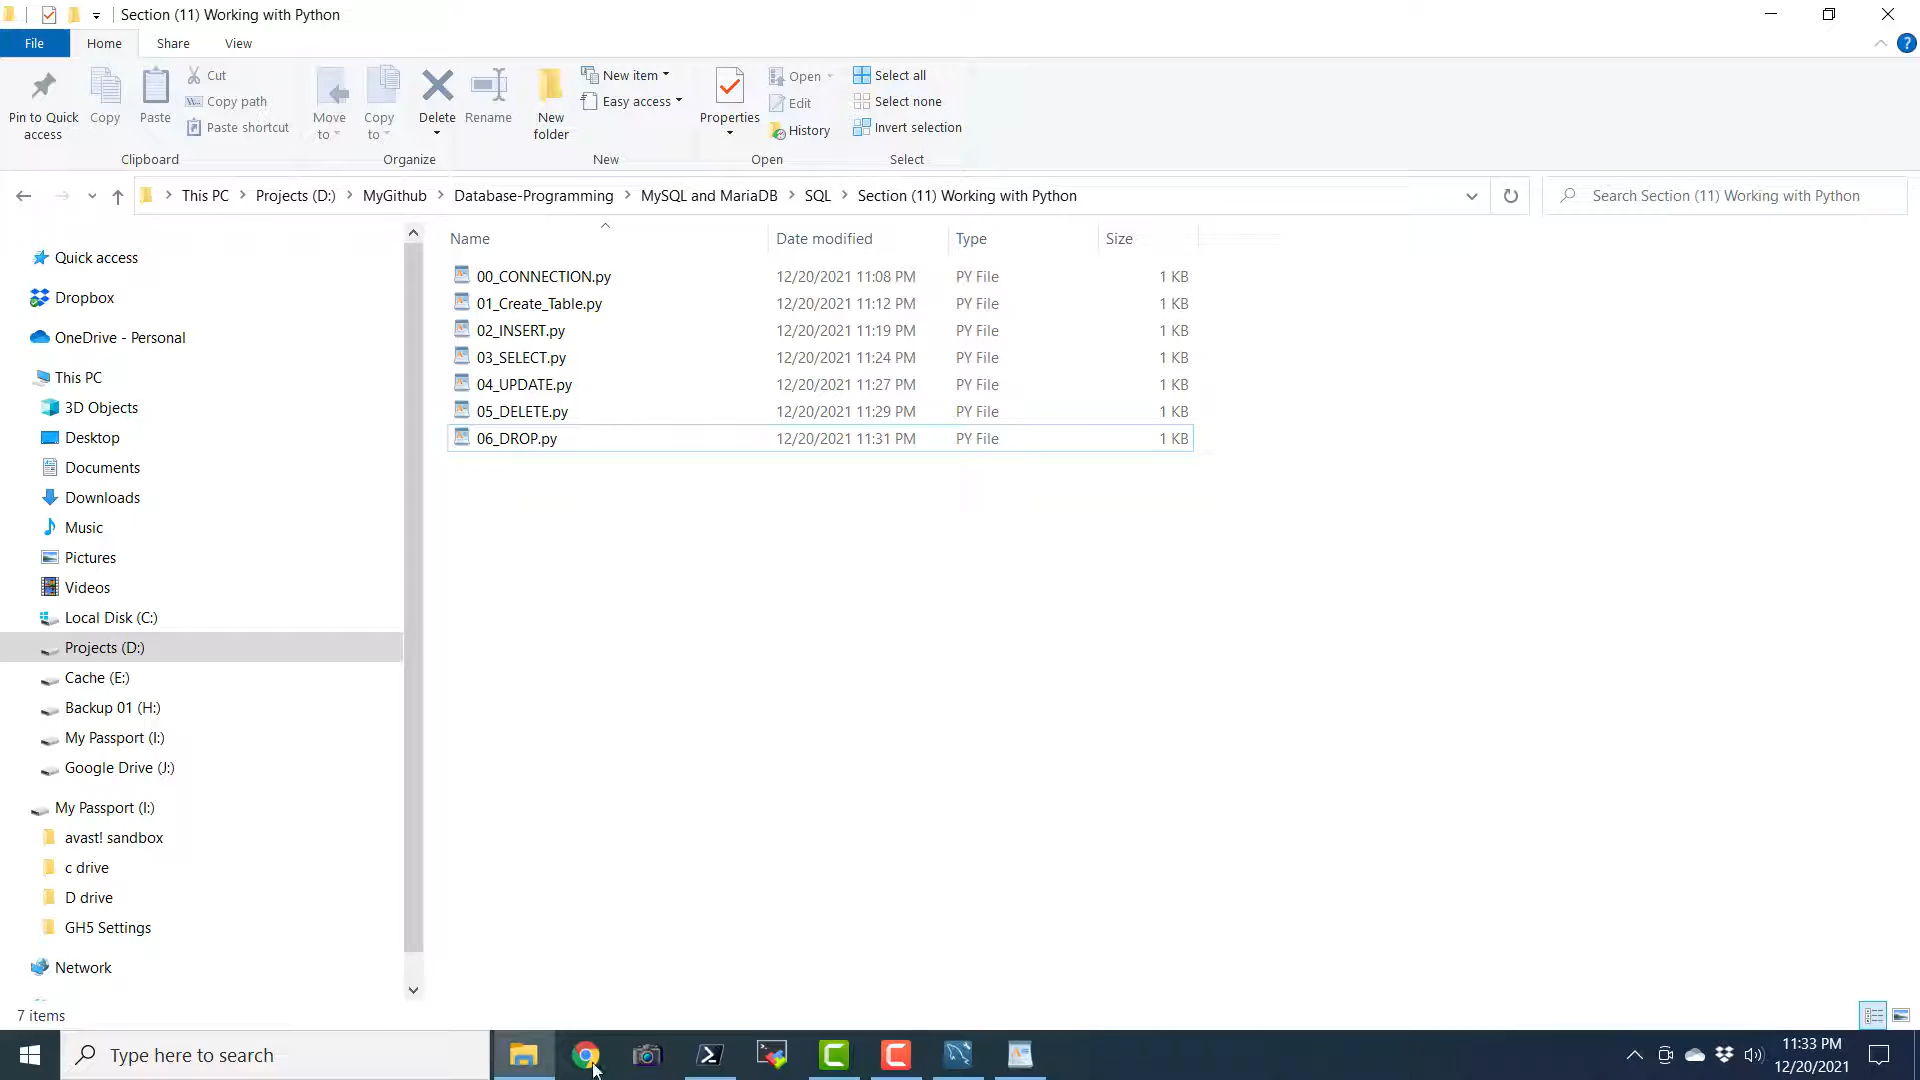 Section (11) Working with Python
File
Home
Share
View
Pin to Quick access
Copy
Paste
Cut
Copy path
Paste shortcut
Clipboard
Move to
Copy to
Delete
Rename
Organize
New folder
New item
Easy access
New
Properties
Open
Edit
History
Open
Select all
Select none
Invert selection
Select
This PC
Projects (D:)
MyGithub
Database-Programming
MySQL and MariaDB
SQL
Section (11) Working with Python
Search Section (11) Working with Python
Quick access
Dropbox
OneDrive - Personal
This PC
3D Objects
Desktop
Documents
Downloads
Music
Pictures
Videos
Local Disk (C:)
Projects (D:)
Cache (E:)
Backup 01 (H:)
My Passport (I:)
Google Drive (J:)
My Passport (I:)
avast! sandbox
c drive
D drive
GH5 Settings
Network
Name Date modified Type Size
00_CONNECTION.py 12/20/2021 11:08 PM PY File 1 KB
01_Create_Table.py 12/20/2021 11:12 PM PY File 1 KB
02_INSERT.py 12/20/2021 11:19 PM PY File 1 KB
03_SELECT.py 12/20/2021 11:24 PM PY File 1 KB
04_UPDATE.py 12/20/2021 11:27 PM PY File 1 KB
05_DELETE.py 12/20/2021 11:29 PM PY File 1 KB
06_DROP.py 12/20/2021 11:31 PM PY File 1 KB
7 items
Type here to search
11:33 PM
12/20/2021